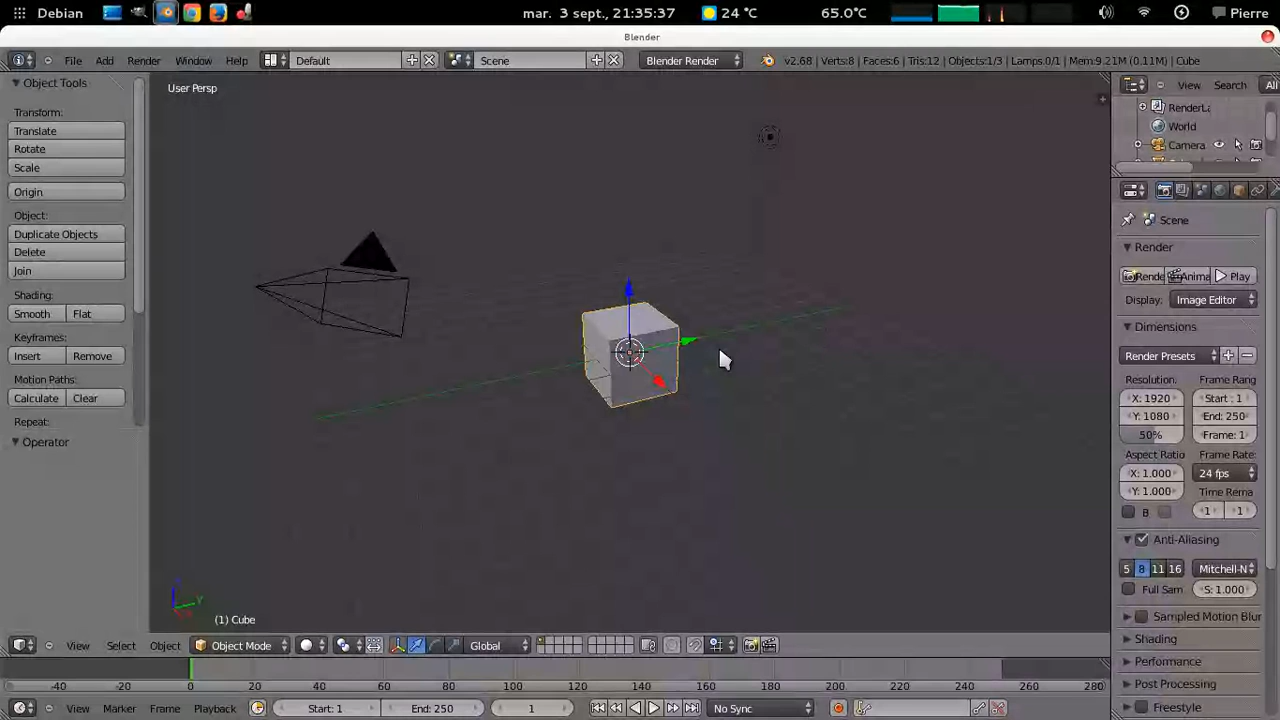 Debian mar. 3 sept., 21:35:37 24 °C 65.0°C Pierre
Blender
File Add Render Window Help Default Scene Blender Render v2.68 | Verts:8 | Faces:6 | Tris:12 | Objects:1/3 | Lamps:0/1 | Mem:9.21M (0.11M) | Cube
Object Tools
Transform:
Translate
Rotate
Scale
Origin
Object:
Duplicate Objects
Delete
Join
Shading:
Smooth Flat
Keyframes:
Insert Remove
Motion Paths:
Calculate Clear
Repeat:
Operator
User Persp
Z
Y
(1) Cube
View Search All
RenderLa
World
Camera
Scene
Render
Rende Anima Play
Display: Image Editor
Dimensions
Render Presets
Resolution: Frame Rang
X: 1920 Start: 1
Y: 1080 End: 250
50% Frame: 1
Aspect Ratio Frame Rate:
X: 1.000 24 fps
Y: 1.000 Time Rema
B 1 1
Anti-Aliasing
5 8 11 16 Mitchell-N
Full Sam S: 1.000
Sampled Motion Blur
Shading
Performance
Post Processing
Freestyle
View Select Object Object Mode Global
-40 -20 0 20 40 60 80 100 120 140 160 180 200 220 240 260 280
View Marker Frame Playback Start: 1 End: 250 1 No Sync